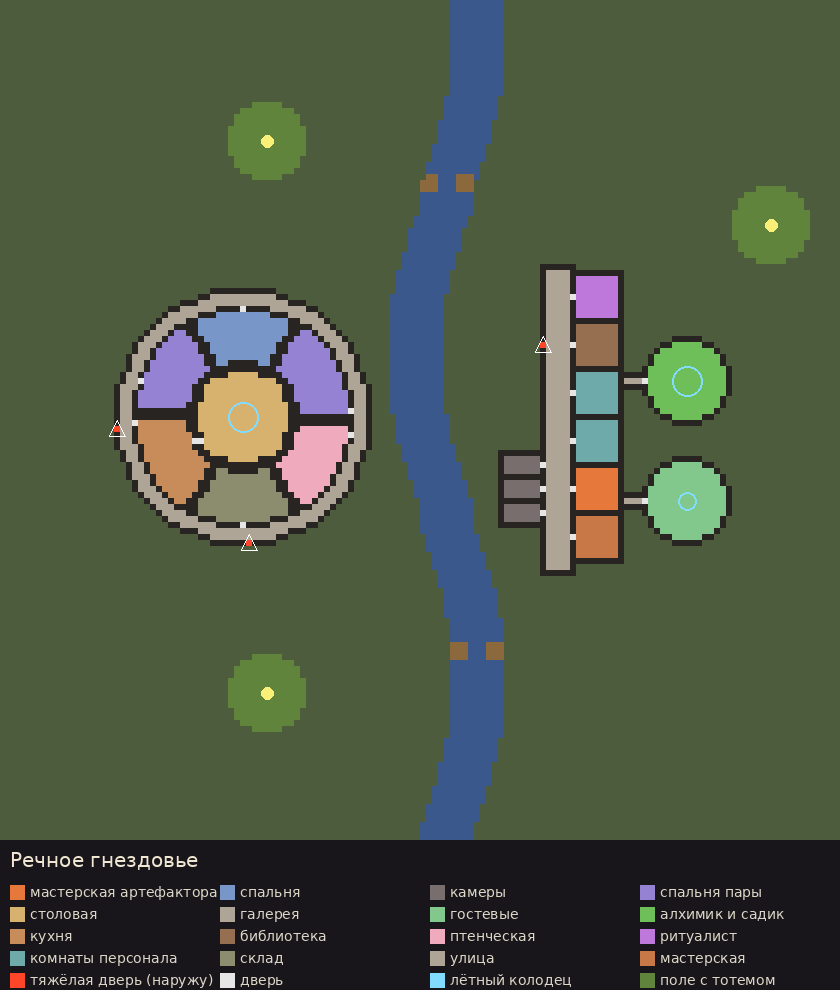 Речное гнездовье
мастерская артефактора спальня камеры спальня пары
столовая галерея гостевые алхимик и садик
кухня библиотека птенческая ритуалист
комнаты персонала склад улица мастерская
тяжёлая дверь (наружу) дверь лётный колодец поле с тотемом